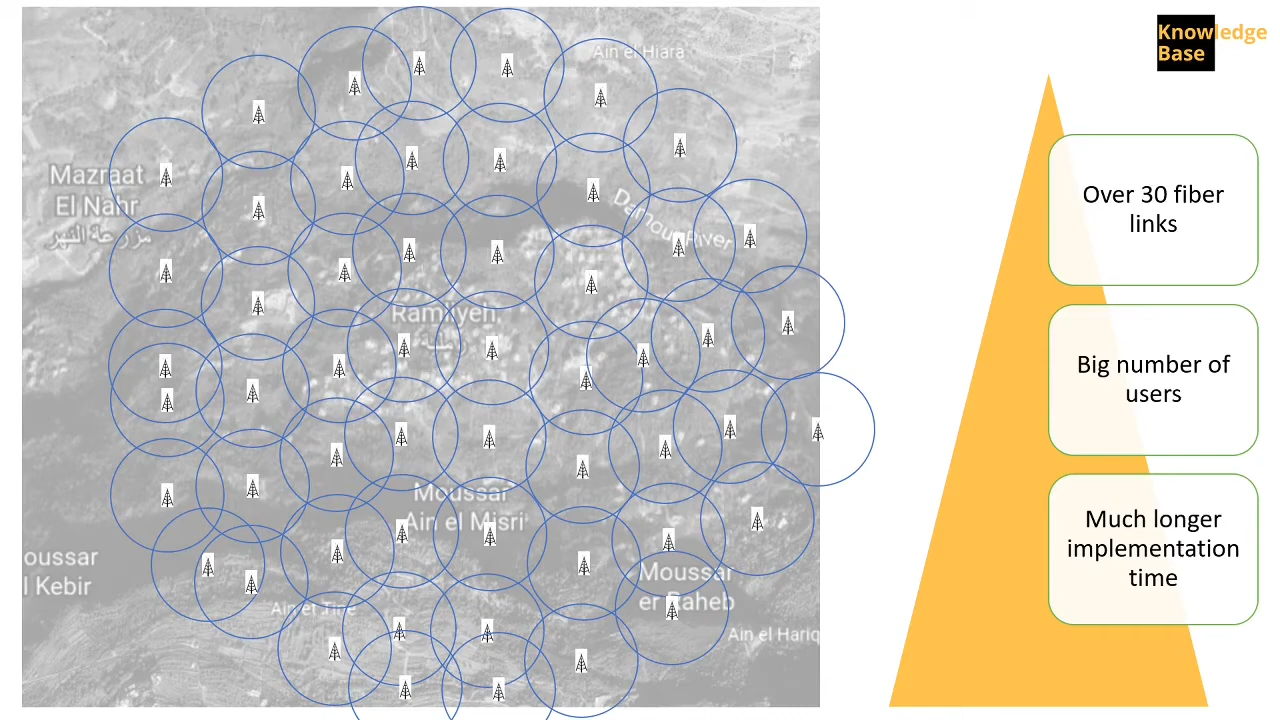 Knowledge
Base
Ain el Hiara
Mazraat
El Nahr
مزرعة النهر
Damour River
Ramliyeh
Moussar
Ain el Misri
oussar
l Kebir
Moussar
er Raheb
Ain et Tine
Ain el Hariq
Over 30 fiber
links
Big number of
users
Much longer
implementation
time